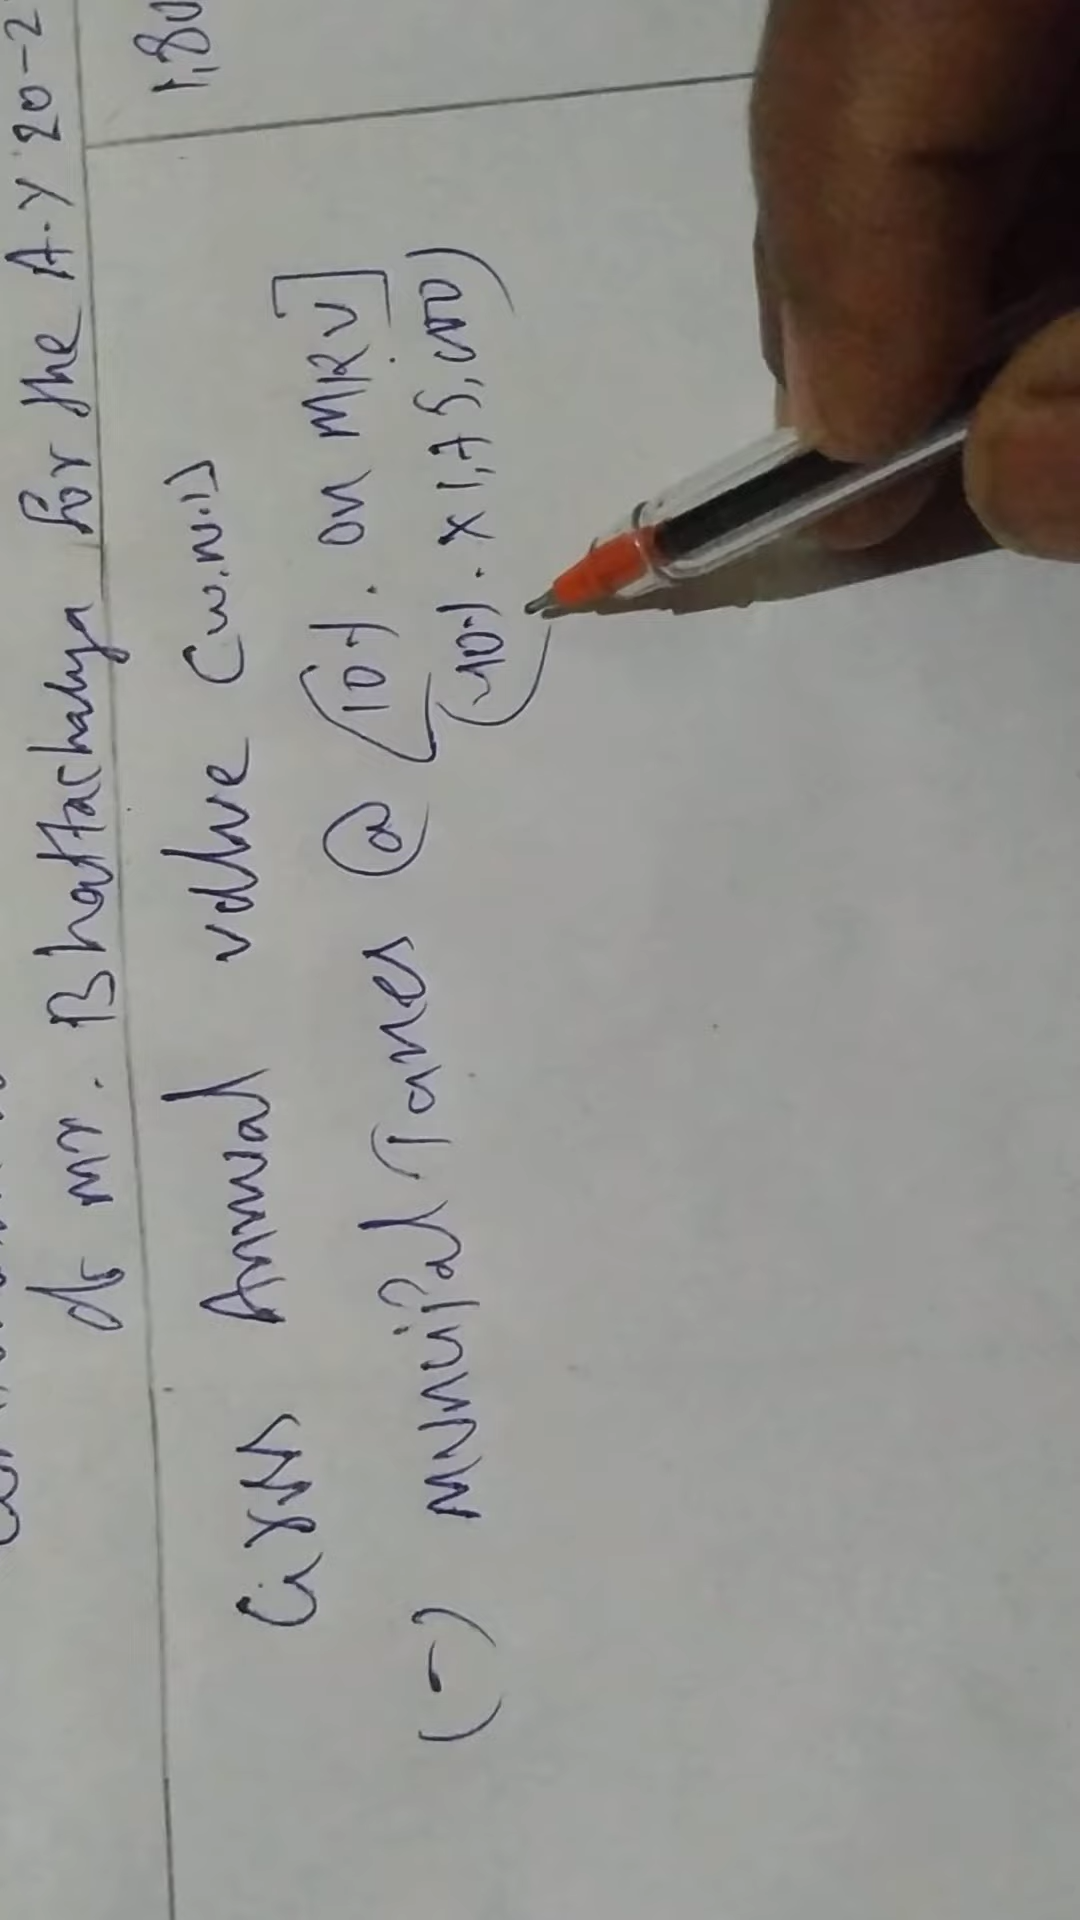 of Mr. Bhattacharya for the A.Y 20-2
Gross Annual value (W.N.1) 1,80
(-) Municipal Taxes @ [10%. on MRV]
(10%. x 1,75,000)